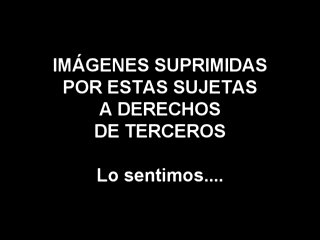 IMÁGENES SUPRIMIDAS
POR ESTAS SUJETAS
A DERECHOS
DE TERCEROS
Lo sentimos....